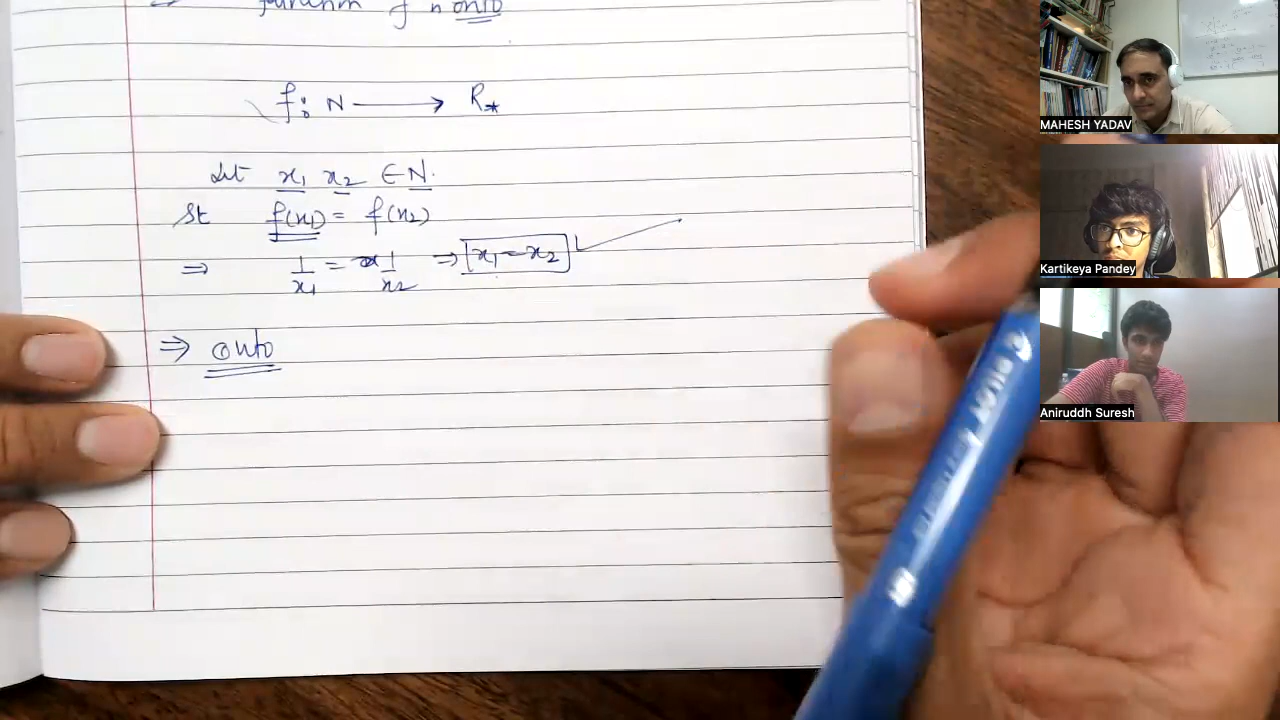 f n onto
f : N → R*
Let x₁ x₂ ∈ N.
St f(x₁) = f(x₂)
⇒ 1/x₁ = 1/x₂ ⇒ x₁ = x₂
⇒ onto
MAHESH YADAV
Kartikeya Pandey
Aniruddh Suresh